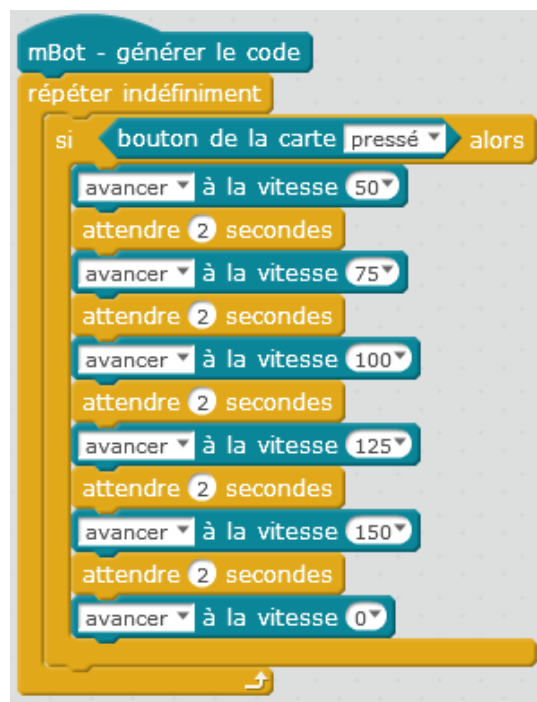 mBot - générer le code
répéter indéfiniment
si bouton de la carte pressé alors
avancer à la vitesse 50
attendre 2 secondes
avancer à la vitesse 75
attendre 2 secondes
avancer à la vitesse 100
attendre 2 secondes
avancer à la vitesse 125
attendre 2 secondes
avancer à la vitesse 150
attendre 2 secondes
avancer à la vitesse 0